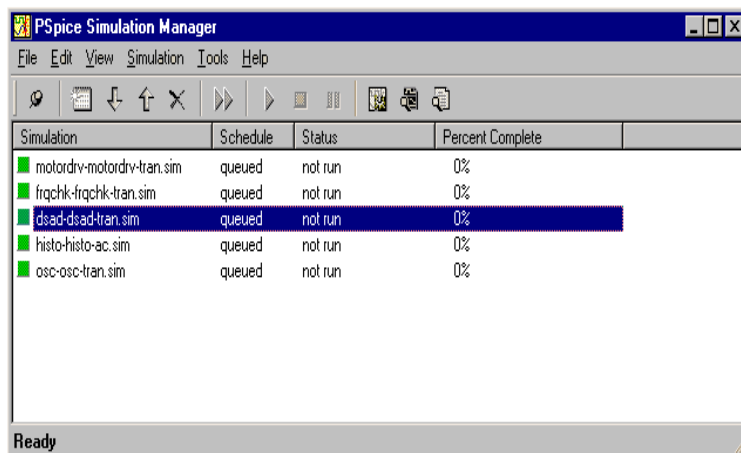 PSpice Simulation Manager
File Edit View Simulation Tools Help
Simulation Schedule Status Percent Complete
motordrv-motordrv-tran.sim queued not run 0%
frqchk-frqchk-tran.sim queued not run 0%
dsad-dsad-tran.sim queued not run 0%
histo-histo-ac.sim queued not run 0%
osc-osc-tran.sim queued not run 0%
Ready